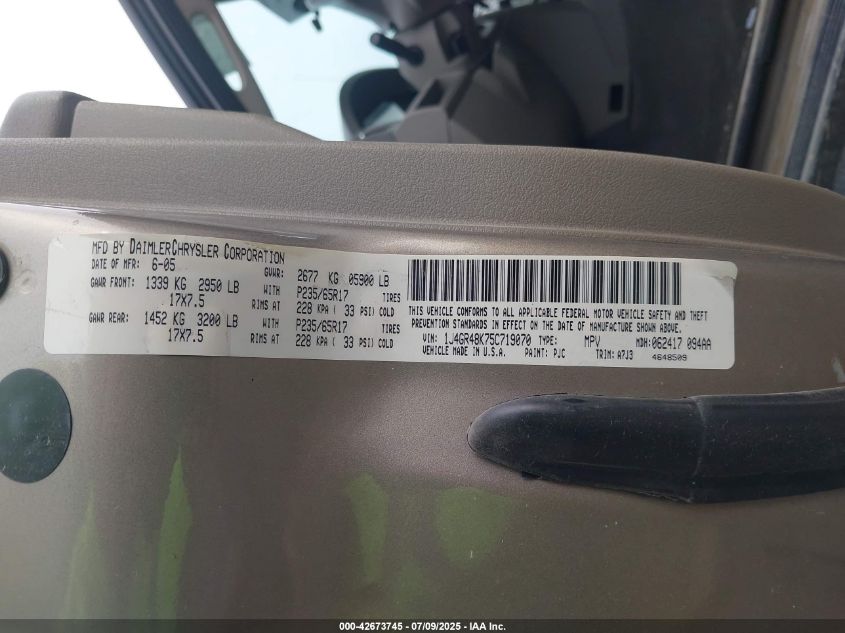 MFD BY DAIMLERCHRYSLER CORPORATION
DATE OF MFR: 6-05 GVWR: 2677 KG 05900 LB
GAWR FRONT: 1339 KG 2950 LB WITH P235/65R17 TIRES
17X7.5 RIMS AT 228 KPA ( 33 PSI) COLD
GAWR REAR: 1452 KG 3200 LB WITH P235/65R17 TIRES
17X7.5 RIMS AT 228 KPA ( 33 PSI) COLD
THIS VEHICLE CONFORMS TO ALL APPLICABLE FEDERAL MOTOR VEHICLE SAFETY AND THEFT
PREVENTION STANDARDS IN EFFECT ON THE DATE OF MANUFACTURE SHOWN ABOVE.
VIN: 1J4GR48K75C719070 TYPE: MPV MDH: 062417 094AA
VEHICLE MADE IN U.S.A. PAINT: PJC TRIM: A7J3 4648509
000-42673745 - 07/09/2025 - IAA Inc.